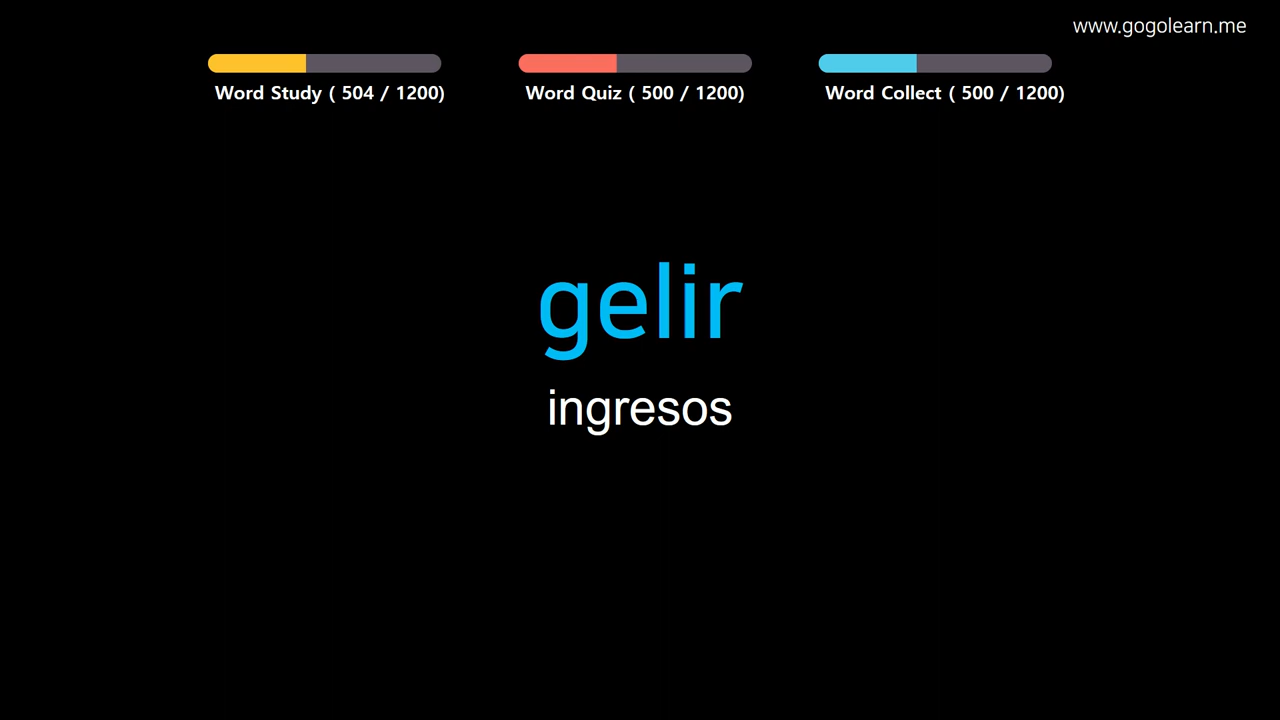 www.gogolearn.me
Word Study ( 504 / 1200)
Word Quiz ( 500 / 1200)
Word Collect ( 500 / 1200)
gelir
ingresos